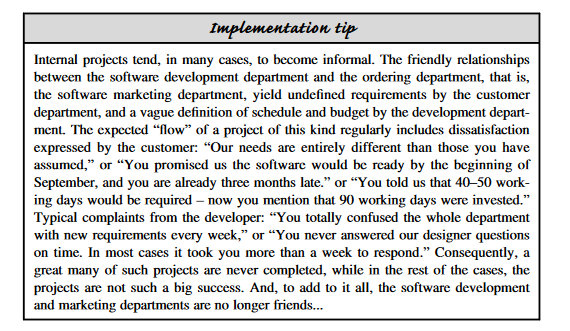 Implementation tip
Internal projects tend, in many cases, to become informal. The friendly relationships
between the software development department and the ordering department, that is,
the software marketing department, yield undefined requirements by the customer
department, and a vague definition of schedule and budget by the development depart-
ment. The expected “flow” of a project of this kind regularly includes dissatisfaction
expressed by the customer: “Our needs are entirely different than those you have
assumed,” or “You promised us the software would be ready by the beginning of
September, and you are already three months late.” or “You told us that 40–50 work-
ing days would be required – now you mention that 90 working days were invested.”
Typical complaints from the developer: “You totally confused the whole department
with new requirements every week,” or “You never answered our designer questions
on time. In most cases it took you more than a week to respond.” Consequently, a
great many of such projects are never completed, while in the rest of the cases, the
projects are not such a big success. And, to add to it all, the software development
and marketing departments are no longer friends...